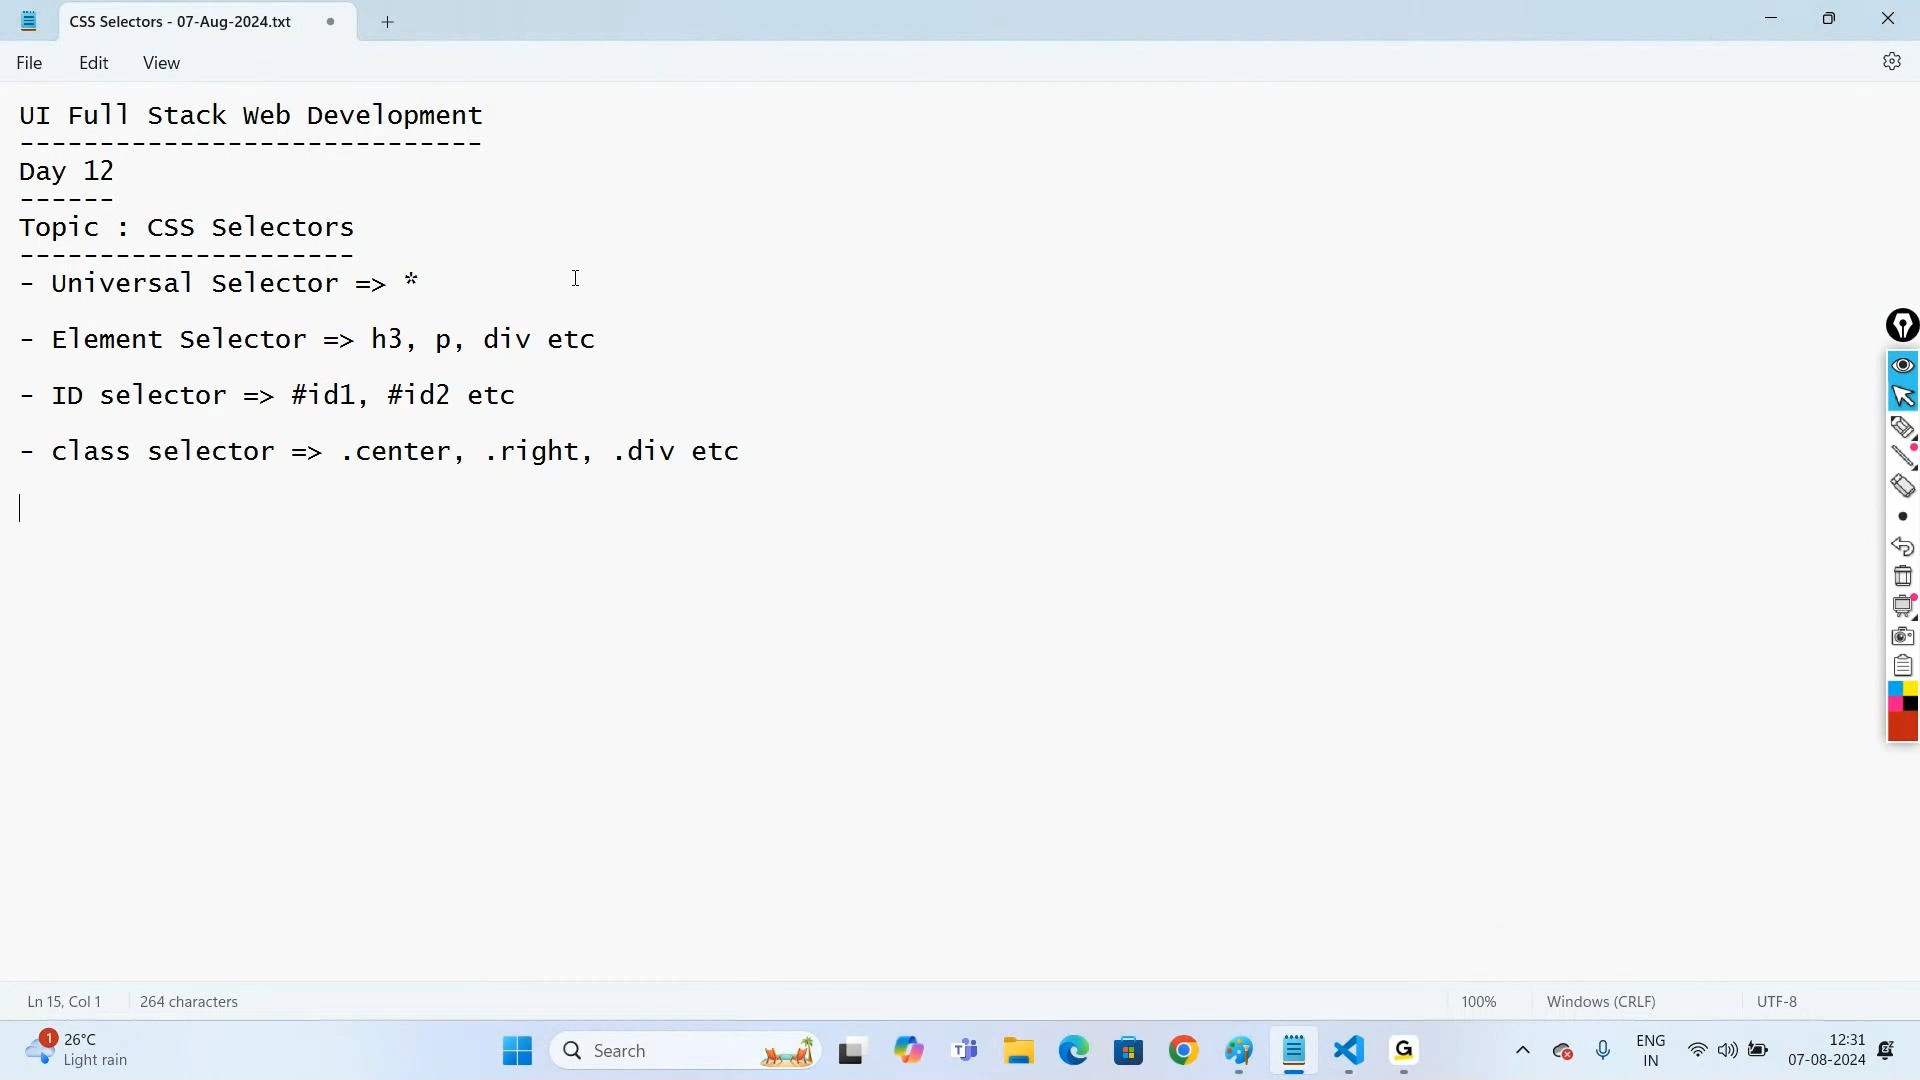 CSS Selectors - 07-Aug-2024.txt
File Edit View
UI Full Stack Web Development
-----------------------------
Day 12
------
Topic : CSS Selectors
---------------------
- Universal Selector => *
- Element Selector => h3, p, div etc
- ID selector => #id1, #id2 etc
- class selector => .center, .right, .div etc
Ln 15, Col 1 264 characters 100% Windows (CRLF) UTF-8
1 26°C
Light rain
Search
ENG
IN
12:31
07-08-2024